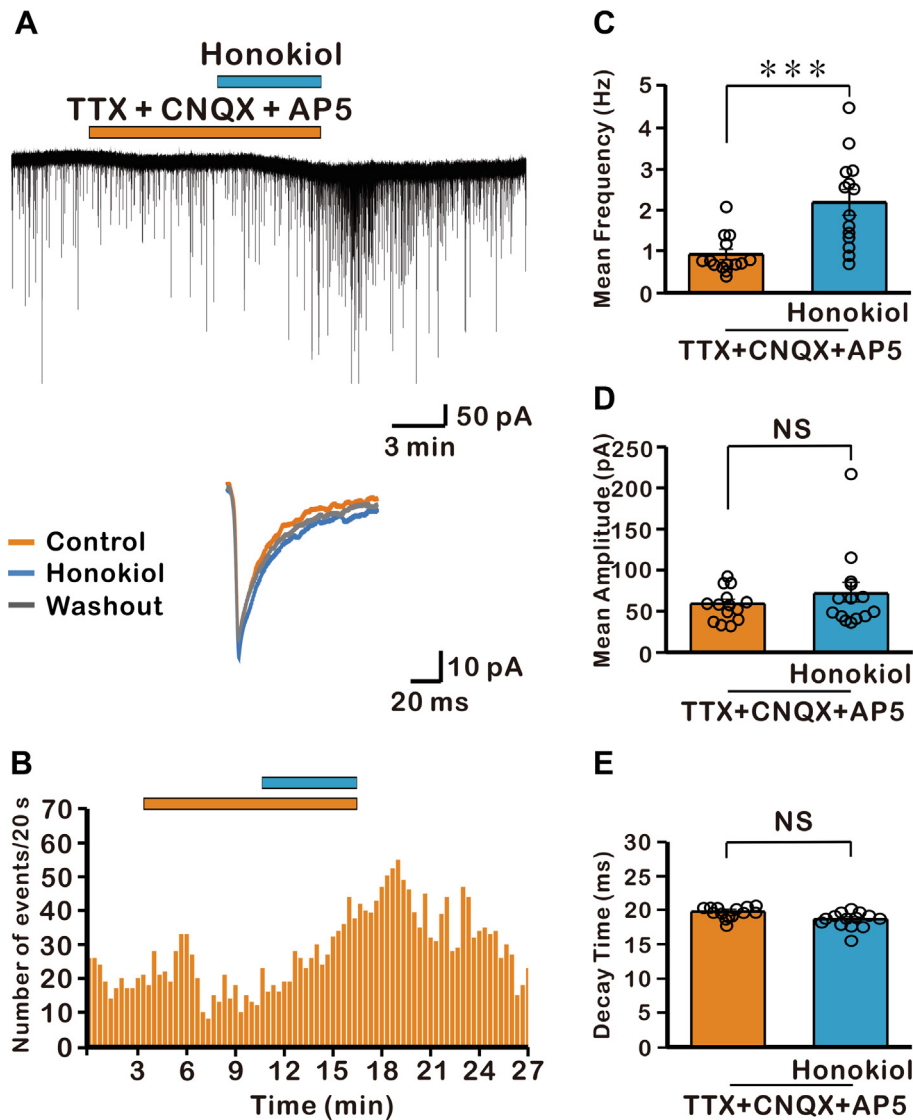 A
Honokiol
TTX + CNQX + AP5
50 pA
3 min
Control
Honokiol
Washout
10 pA
20 ms
B
Number of events/20 s
70
60
50
40
30
20
10
0
3 6 9 12 15 18 21 24 27
Time (min)
C
***
Mean Frequency (Hz)
5
4
3
2
1
0
Honokiol
TTX+CNQX+AP5
D
NS
Mean Amplitude (pA)
250
200
150
100
50
0
Honokiol
TTX+CNQX+AP5
E
NS
Decay Time (ms)
30
25
20
15
10
5
0
Honokiol
TTX+CNQX+AP5